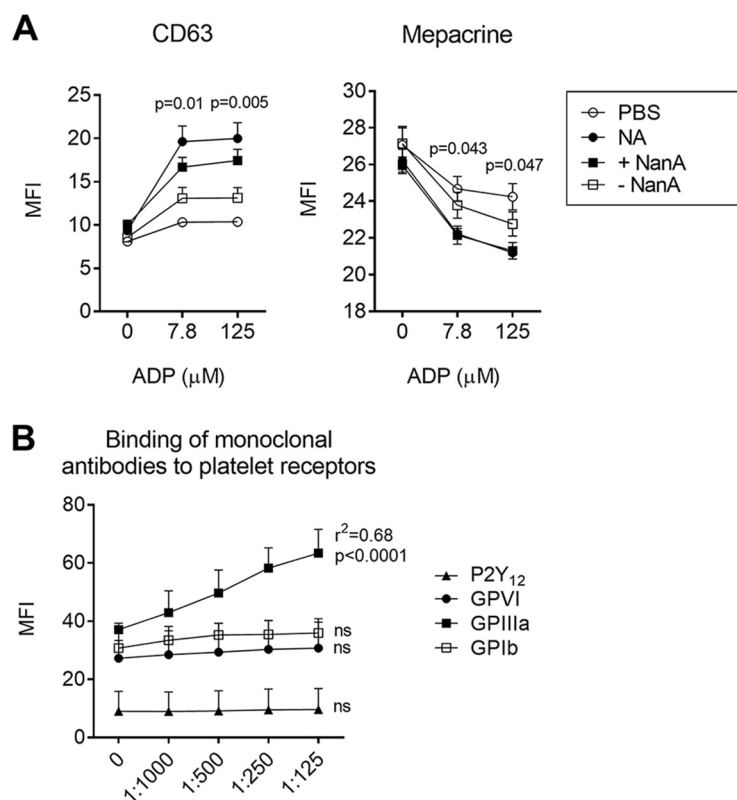 A
CD63
Mepacrine
MFI
25
20
15
10
5
0
p=0.01 p=0.005
0 7.8 125
ADP (μM)
MFI
30
28
26
24
22
20
18
p=0.043
p=0.047
0 7.8 125
ADP (μM)
PBS
NA
+ NanA
- NanA
B
Binding of monoclonal
antibodies to platelet receptors
MFI
80
60
40
20
0
r²=0.68
p<0.0001
ns
ns
ns
0 1:1000 1:500 1:250 1:125
P2Y₁₂
GPVI
GPIIIa
GPIb